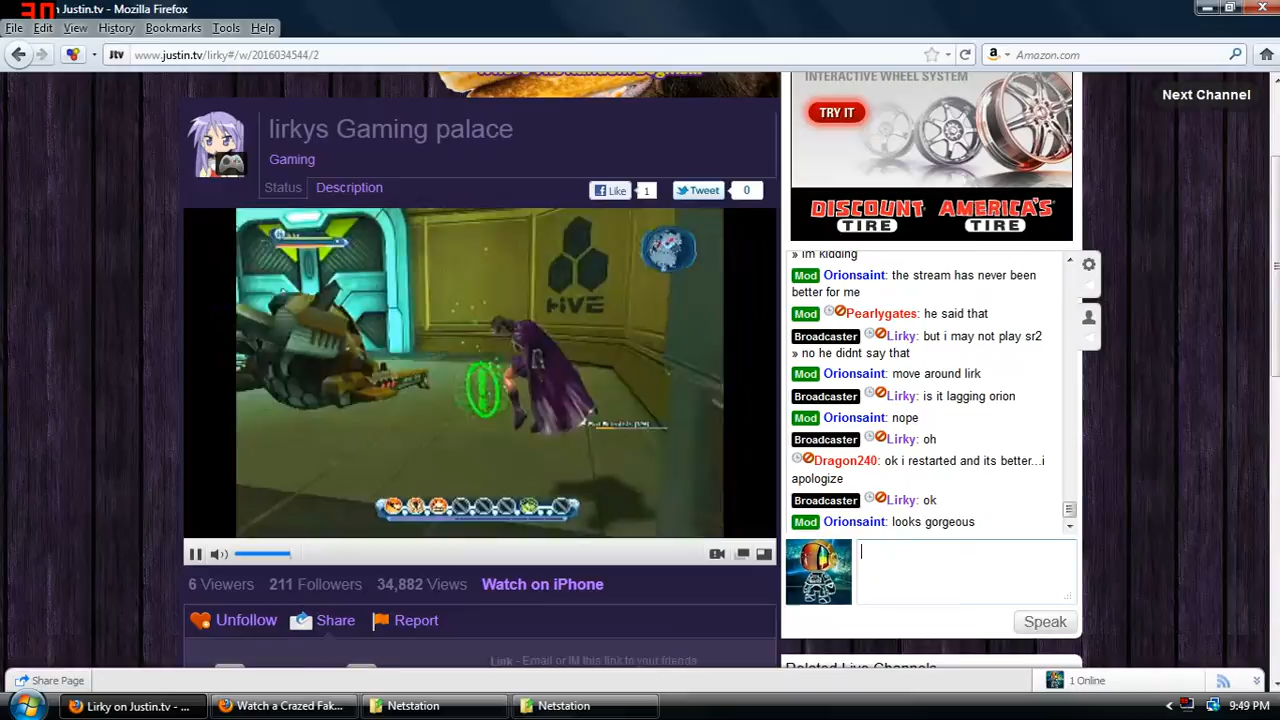 30
n Justin.tv - Mozilla Firefox
File Edit View History Bookmarks Tools Help
jtv www.justin.tv/lirky#/w/2016034544/2
Amazon.com
INTERACTIVE WHEEL SYSTEM
TRY IT
Next Channel
lirkys Gaming palace
Gaming
Status Description
Like 1 Tweet 0
DISCOUNT TIRE AMERICA'S TIRE
HIVE
» im kidding
Mod Orionsaint: the stream has never been
better for me
Mod Pearlygates: he said that
Broadcaster Lirky: but i may not play sr2
» no he didnt say that
Mod Orionsaint: move around lirk
Broadcaster Lirky: is it lagging orion
Mod Orionsaint: nope
Broadcaster Lirky: oh
Dragon240: ok i restarted and its better...i
apologize
Broadcaster Lirky: ok
Mod Orionsaint: looks gorgeous
Speak
6 Viewers 211 Followers 34,882 Views Watch on iPhone
Unfollow Share Report
Link - Email or IM this link to your friends
Related Live Channels
Share Page
1 Online
Lirky on Justin.tv - ...
Watch a Crazed Fak...
Netstation
Netstation
9:49 PM